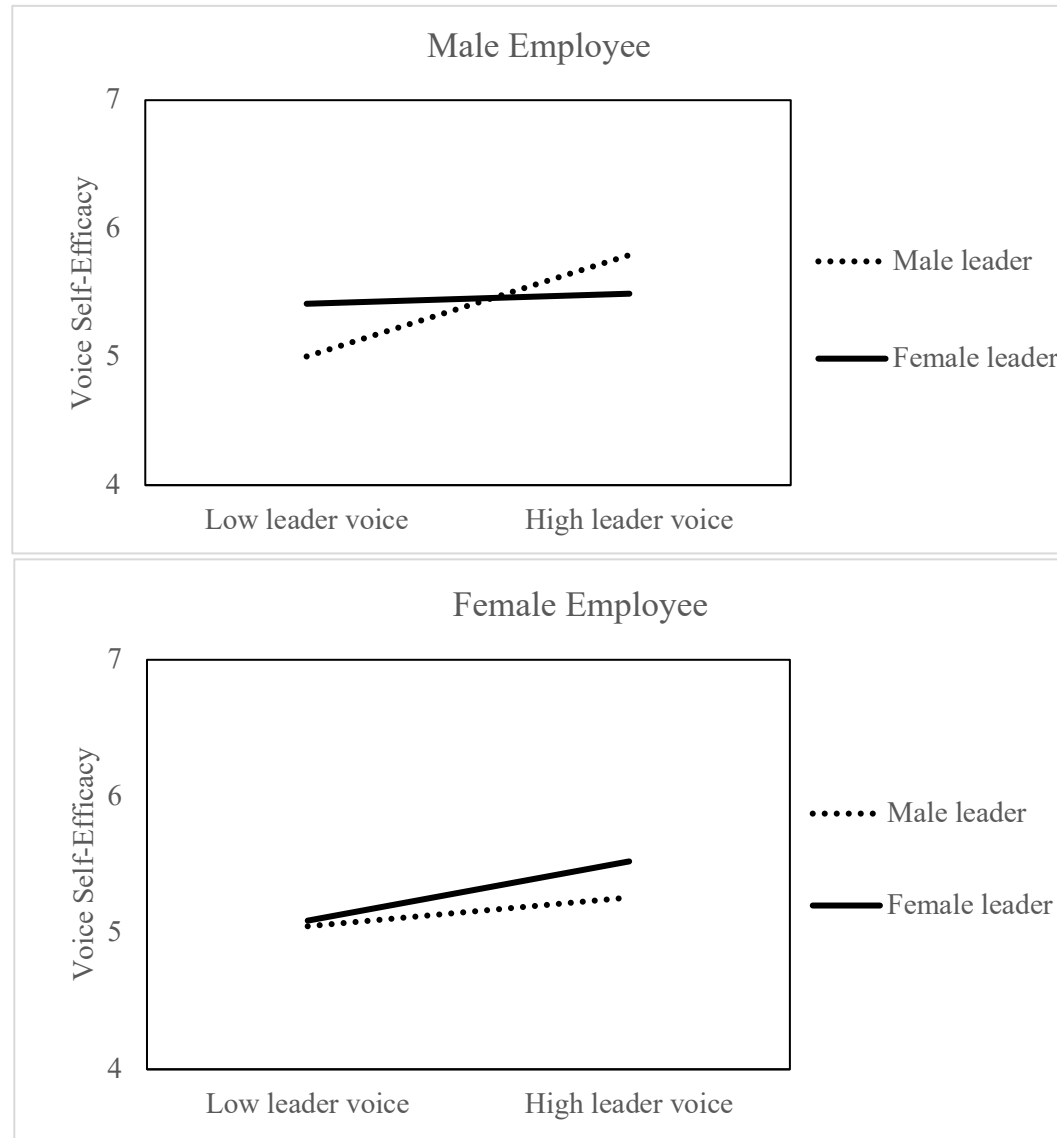 Male Employee
7
6
5
4
Voice Self-Efficacy
Low leader voice
High leader voice
Male leader
Female leader
Female Employee
7
6
5
4
Voice Self-Efficacy
Low leader voice
High leader voice
Male leader
Female leader